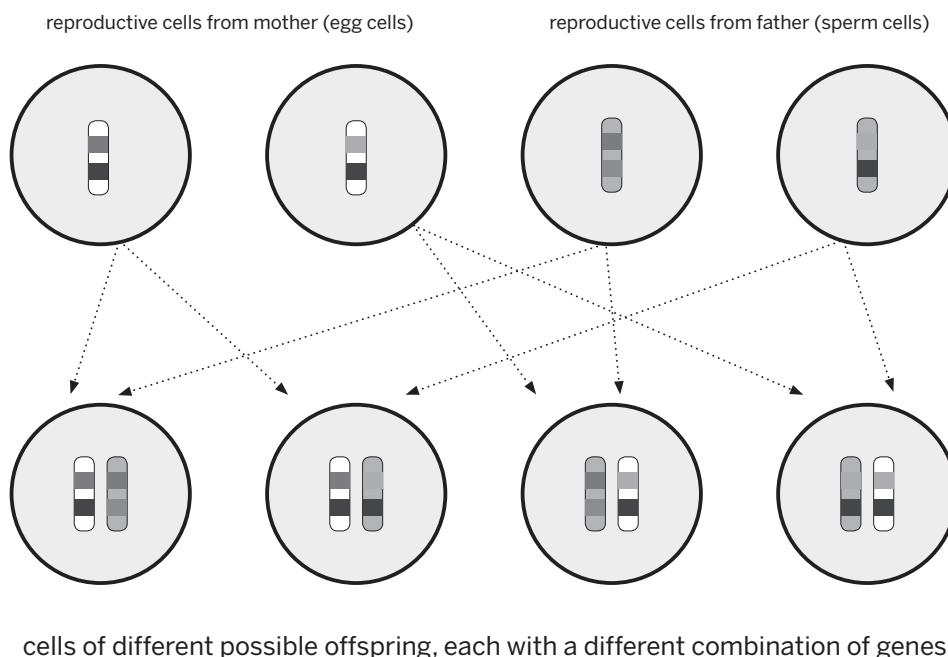 reproductive cells from mother (egg cells)
reproductive cells from father (sperm cells)
cells of different possible offspring, each with a different combination of genes